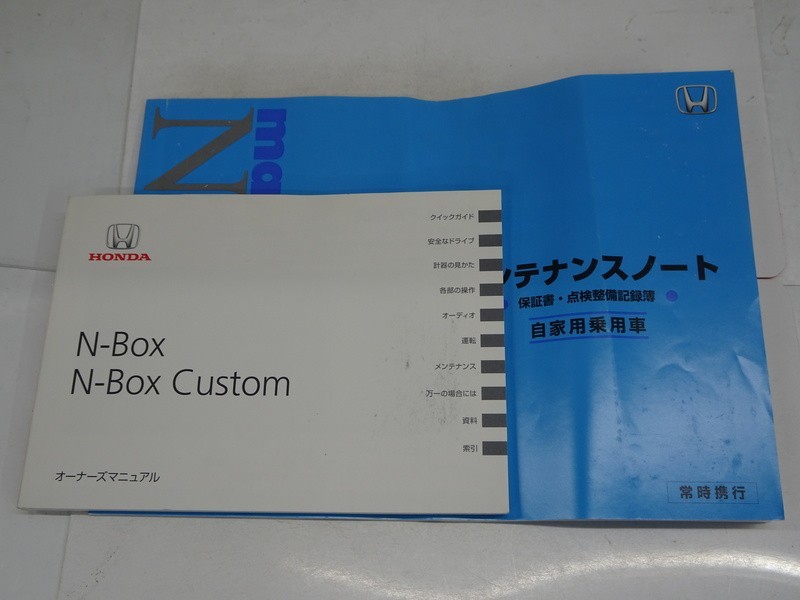 HONDA
N-Box
N-Box Custom
オーナーズマニュアル
クイックガイド
安全なドライブ
計器の見かた
各部の操作
オーディオ
運転
メンテナンス
万一の場合には
資料
索引
N
ma
ンテナンスノート
保証書・点検整備記録簿
自家用乗用車
常時携行